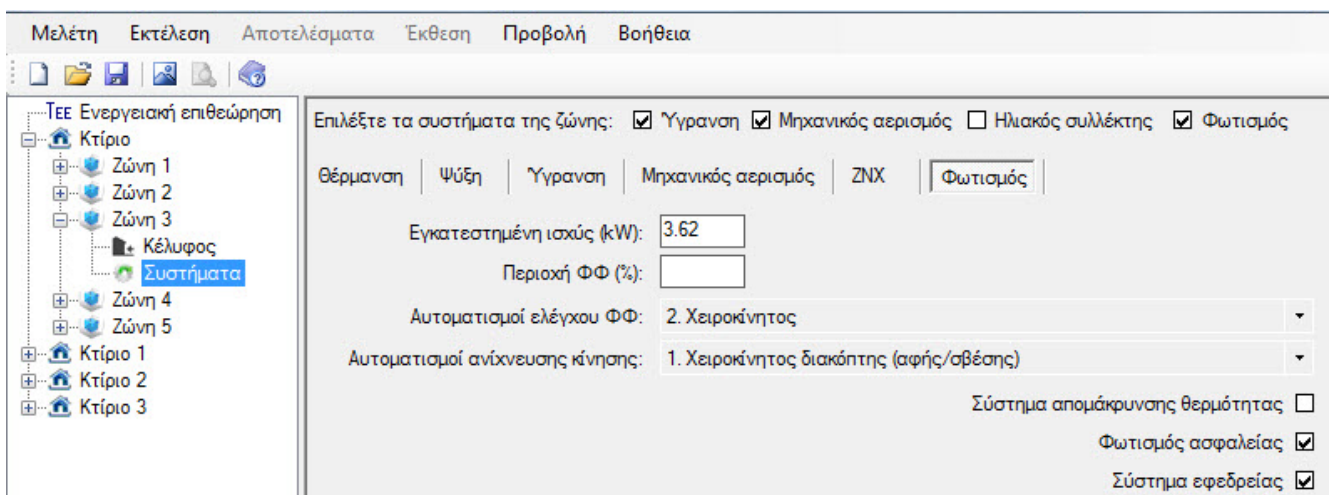 Μελέτη Εκτέλεση Αποτελέσματα Έκθεση Προβολή Βοήθεια
ΤΕΕ Ενεργειακή επιθεώρηση
Κτίριο
Ζώνη 1
Ζώνη 2
Ζώνη 3
Κέλυφος
Συστήματα
Ζώνη 4
Ζώνη 5
Κτίριο 1
Κτίριο 2
Κτίριο 3
Επιλέξτε τα συστήματα της ζώνης: Ύγρανση Μηχανικός αερισμός Ηλιακός συλλέκτης Φωτισμός
Θέρμανση Ψύξη Ύγρανση Μηχανικός αερισμός ΖΝΧ Φωτισμός
Εγκατεστημένη ισχύς (kW): 3.62
Περιοχή ΦΦ (%):
Αυτοματισμοί ελέγχου ΦΦ: 2. Χειροκίνητος
Αυτοματισμοί ανίχνευσης κίνησης: 1. Χειροκίνητος διακόπτης (αφής/σβέσης)
Σύστημα απομάκρυνσης θερμότητας
Φωτισμός ασφαλείας
Σύστημα εφεδρείας